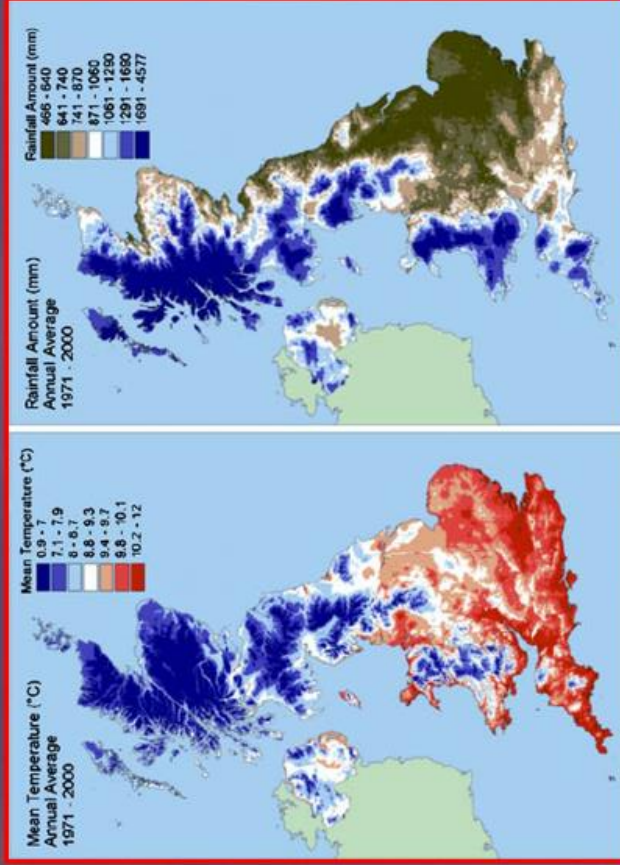 Mean Temperature (°C)
Annual Average
1971 - 2000
Mean Temperature (°C)
0.9 - 7
7.1 - 7.9
8 - 8.7
8.8 - 9.3
9.4 - 9.7
9.8 - 10.1
10.2 - 12
Rainfall Amount (mm)
Annual Average
1971 - 2000
Rainfall Amount (mm)
466 - 640
641 - 740
741 - 870
871 - 1060
1061 - 1290
1291 - 1690
1691 - 4577